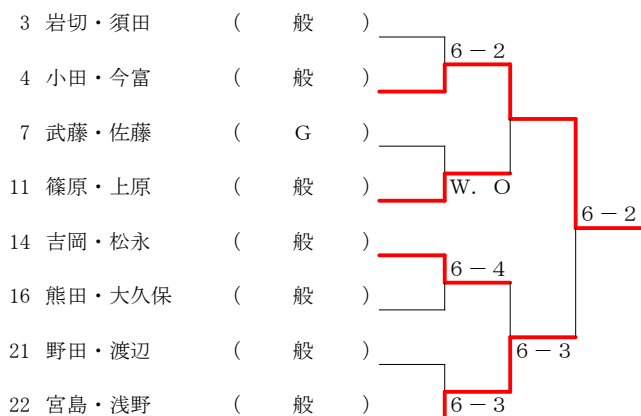 3 岩切・須田 ( 般 )
6－2
4 小田・今富 ( 般 )
7 武藤・佐藤 ( G )
11 篠原・上原 ( 般 )
W. O
6－2
14 吉岡・松永 ( 般 )
6－4
16 熊田・大久保 ( 般 )
21 野田・渡辺 ( 般 )
6－3
22 宮島・浅野 ( 般 )
6－3